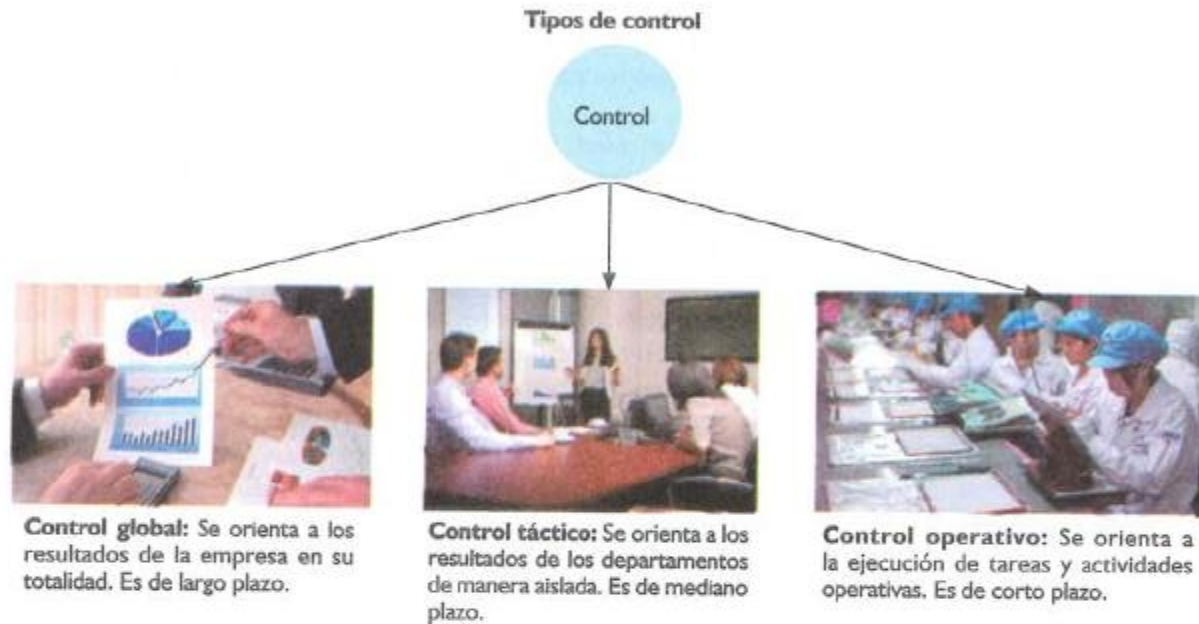 Tipos de control
Control
Control global: Se orienta a los
resultados de la empresa en su
totalidad. Es de largo plazo.
Control táctico: Se orienta a los
resultados de los departamentos
de manera aislada. Es de mediano
plazo.
Control operativo: Se orienta a
la ejecución de tareas y actividades
operativas. Es de corto plazo.